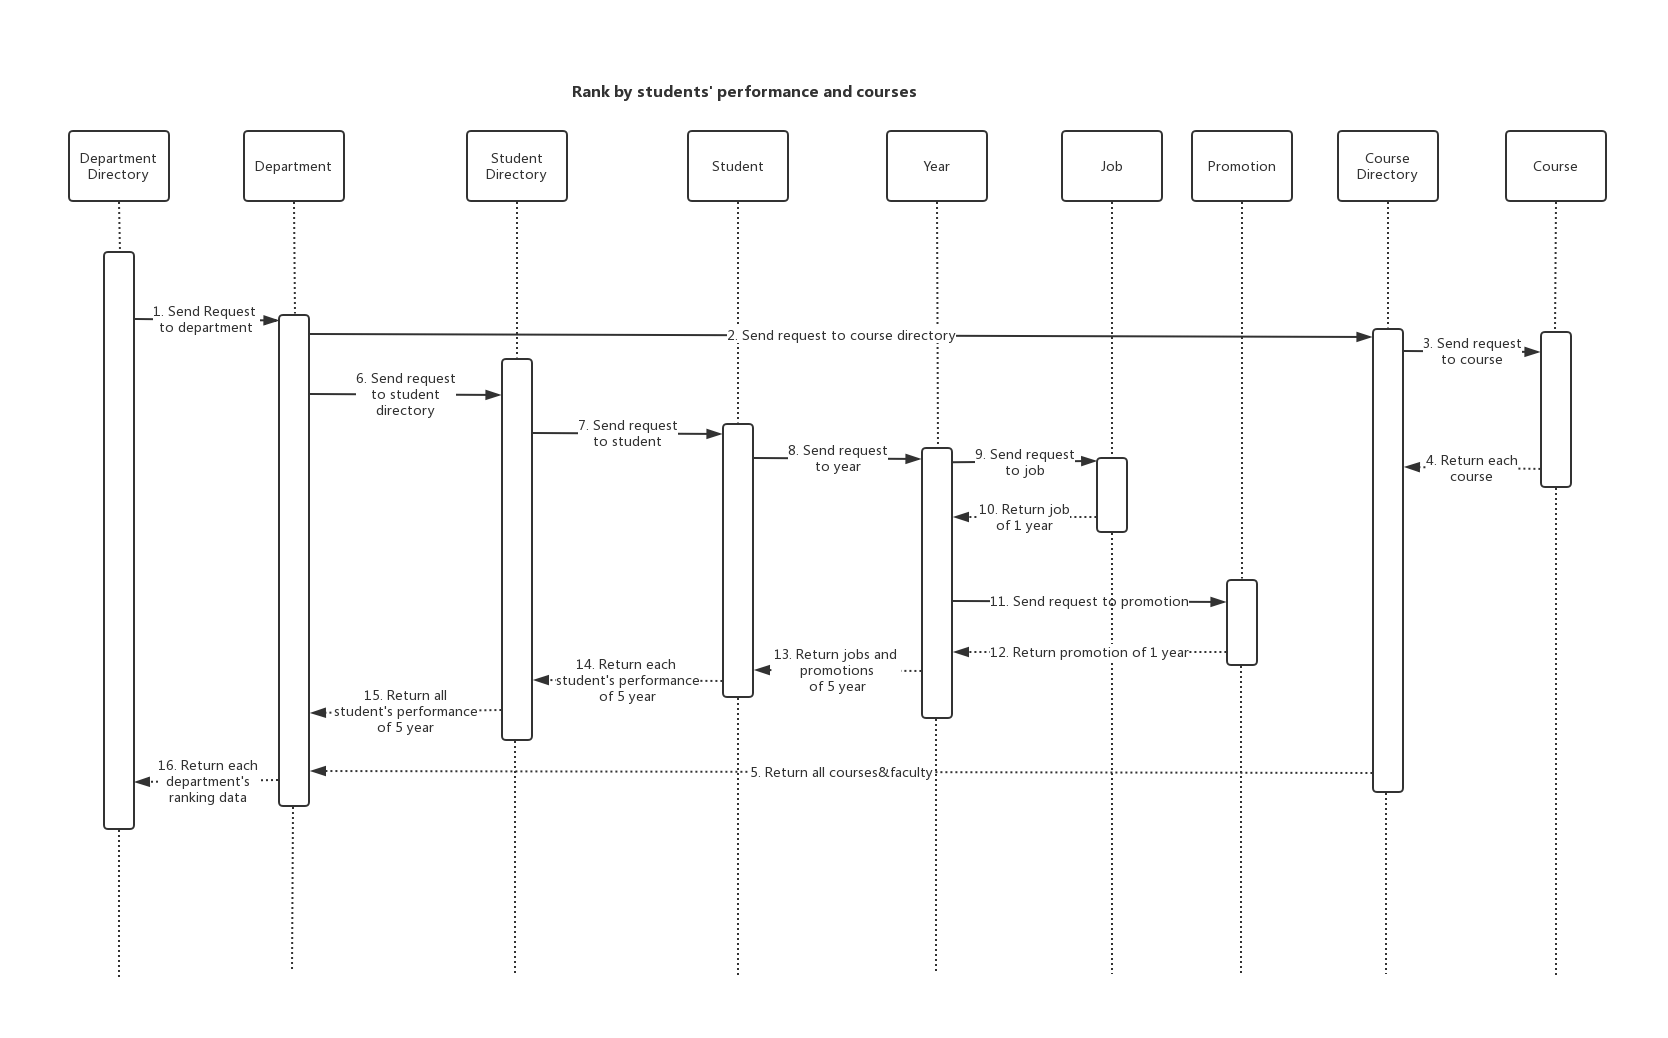 Rank by students' performance and courses
Department
Directory
Department
Student
Directory
Student
Year
Job
Promotion
Course
Directory
Course
1. Send Request
to department
2. Send request to course directory
3. Send request
to course
6. Send request
to student
directory
7. Send request
to student
8. Send request
to year
9. Send request
to job
4. Return each
course
10. Return job
of 1 year
11. Send request to promotion
12. Return promotion of 1 year
13. Return jobs and
promotions
of 5 year
14. Return each
student's performance
of 5 year
15. Return all
student's performance
of 5 year
16. Return each
department's
ranking data
5. Return all courses&faculty